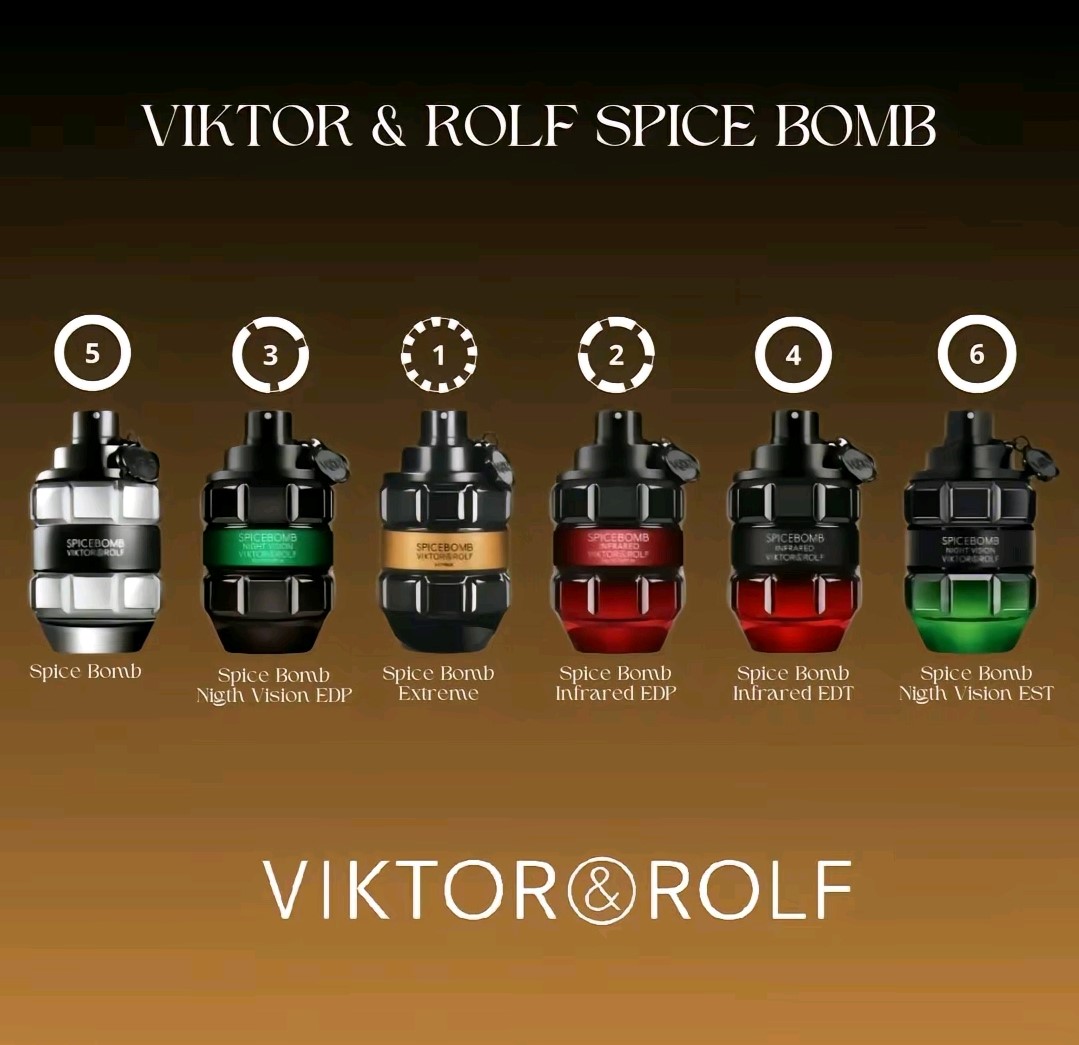 VIKTOR & ROLF SPICE BOMB
5
3
1
2
4
6
SPICEBOMB
VIKTOR&ROLF
SPICEBOMB
NIGHT VISION
VIKTOR&ROLF
SPICEBOMB
VIKTOR&ROLF
EXTREME
SPICEBOMB
INFRARED
VIKTOR&ROLF
SPICEBOMB
INFRARED
VIKTOR&ROLF
SPICEBOMB
NIGHT VISION
VIKTOR&ROLF
Spice Bomb
Spice Bomb
Nigth Vision EDP
Spice Bomb
Extreme
Spice Bomb
Infrared EDP
Spice Bomb
Infrared EDT
Spice Bomb
Nigth Vision EST
VIKTOR&ROLF